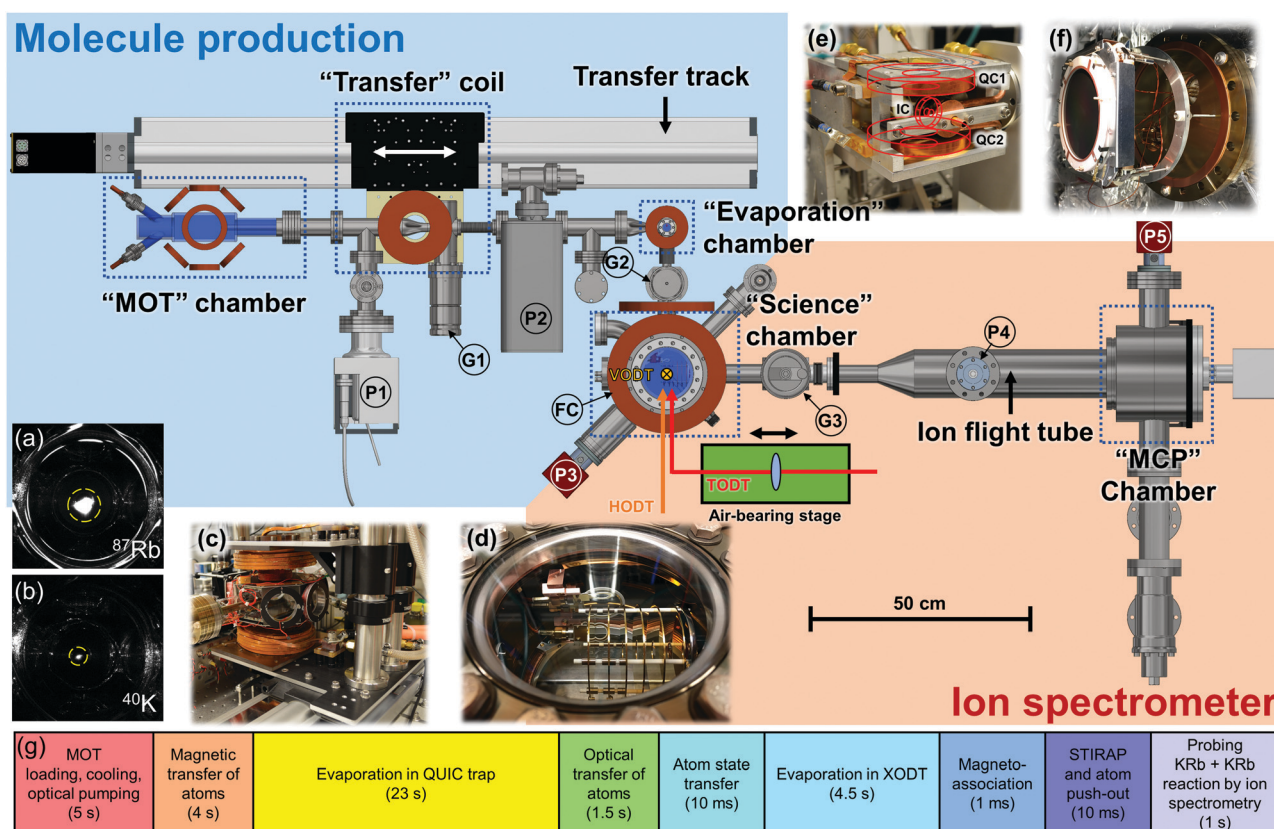 Molecule production
“Transfer” coil
Transfer track
“MOT” chamber
“Evaporation”
chamber
“Science”
chamber
G1
G2
G3
P1
P2
P3
P4
P5
FC
VODT
HODT
TODT
Air-bearing stage
Ion flight tube
“MCP”
Chamber
50 cm
Ion spectrometer
(a)
87Rb
(b)
40K
(c)
(d)
(e)
QC1
IC
QC2
(f)
(g)
MOT
loading, cooling,
optical pumping
(5 s)
Magnetic
transfer of
atoms
(4 s)
Evaporation in QUIC trap
(23 s)
Optical
transfer of
atoms
(1.5 s)
Atom state
transfer
(10 ms)
Evaporation in XODT
(4.5 s)
Magneto-
association
(1 ms)
STIRAP
and atom
push-out
(10 ms)
Probing
KRb + KRb
reaction by ion
spectrometry
(1 s)